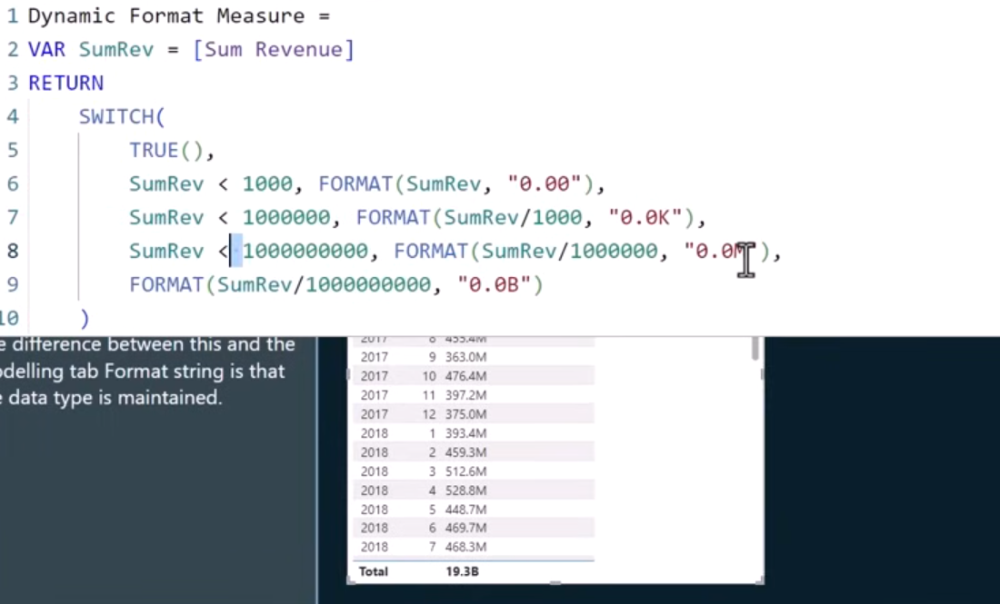 1 Dynamic Format Measure =
2 VAR SumRev = [Sum Revenue]
3 RETURN
4 SWITCH(
5 TRUE(),
6 SumRev < 1000, FORMAT(SumRev, "0.00"),
7 SumRev < 1000000, FORMAT(SumRev/1000, "0.0K"),
8 SumRev < 1000000000, FORMAT(SumRev/1000000, "0.0M"),
9 FORMAT(SumRev/1000000000, "0.0B")
10 )
difference between this and the
Format string is that
data type is maintained.
tab
2017 8 455.4M
2017 9 363.0M
2017 10 476.4M
2017 11 397.2M
2017 12 375.0M
2018 1 393.4M
2018 2 459.3M
2018 3 512.6M
2018 4 528.8M
2018 5 448.7M
2018 6 469.7M
2018 7 468.3M
Total 19.3B